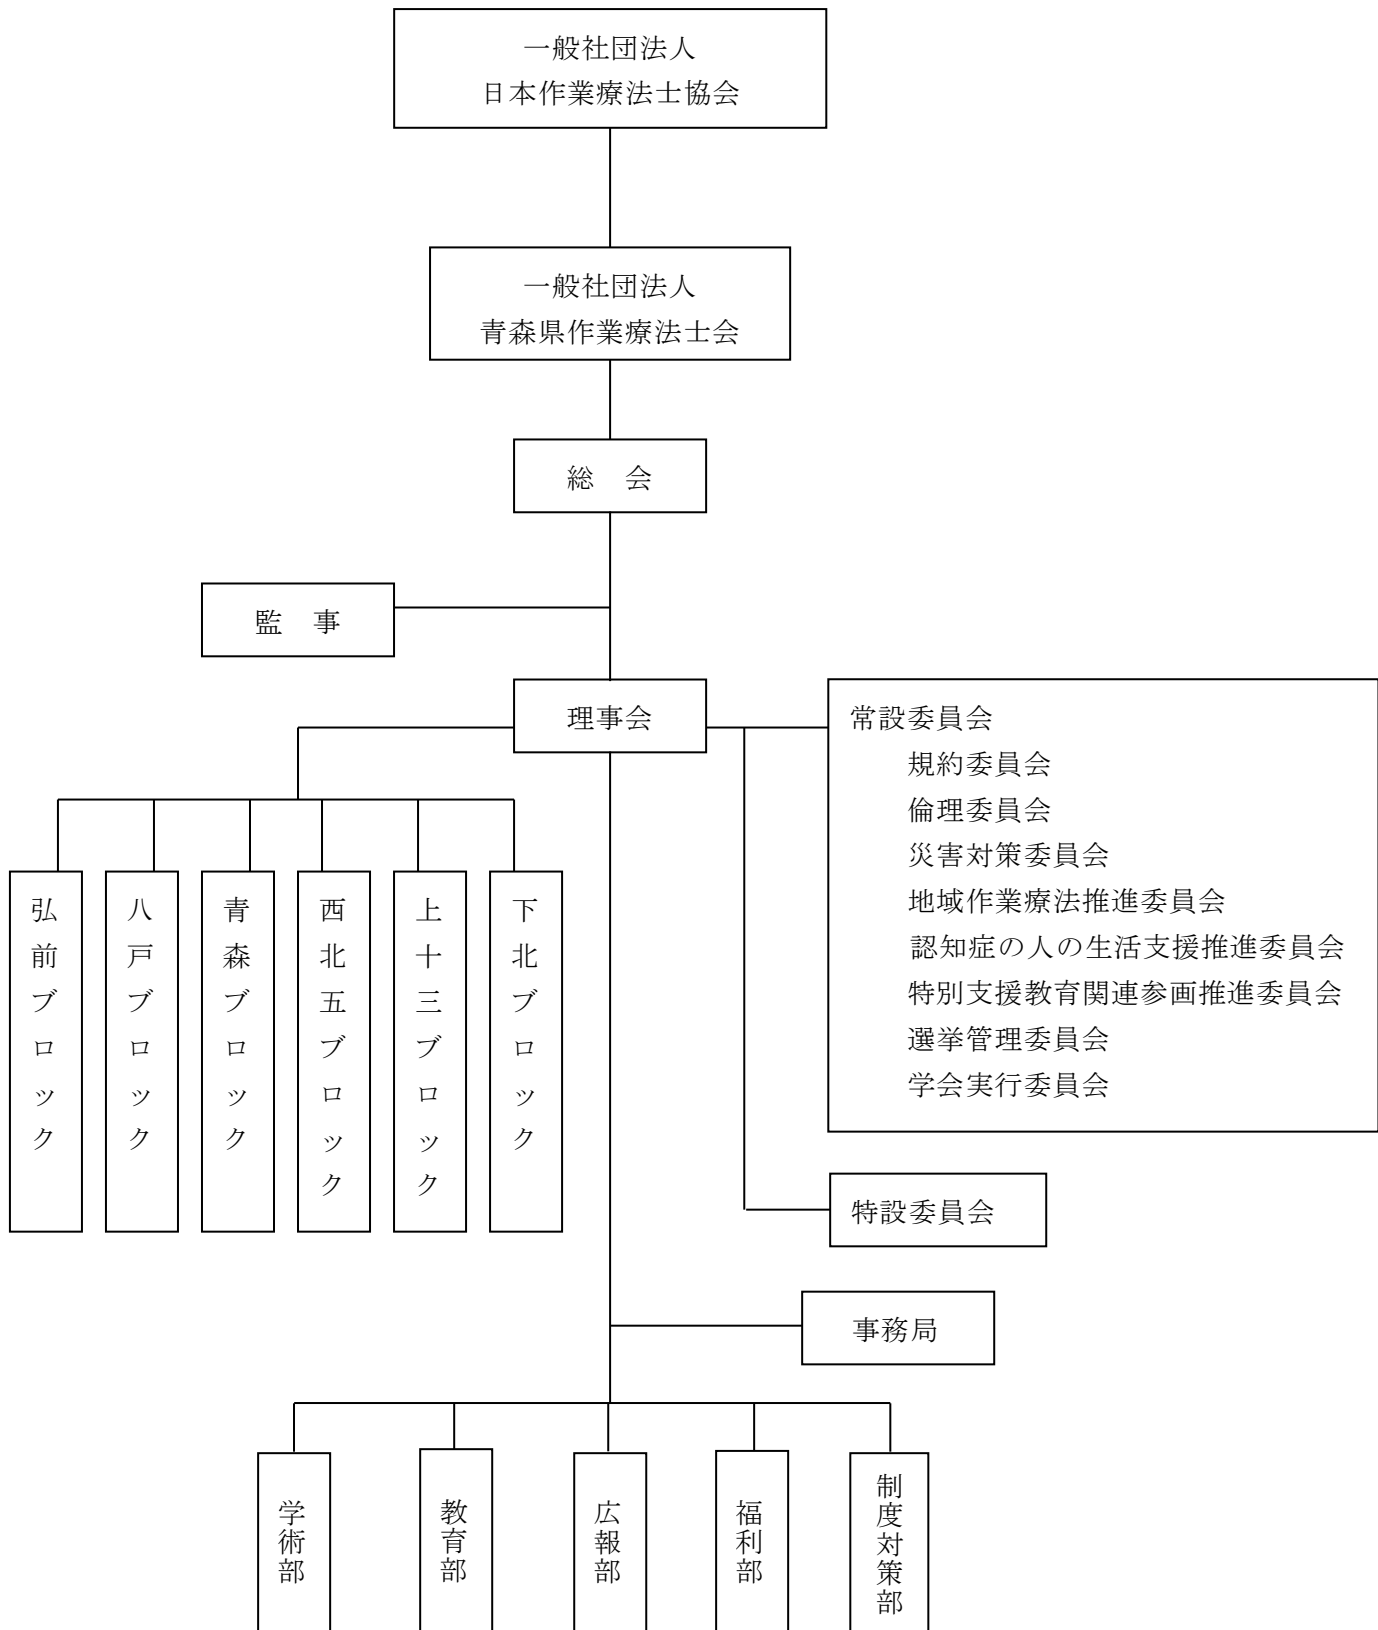 一般社団法人
日本作業療法士協会
一般社団法人
青森県作業療法士会
総　会
監　事
理事会
常設委員会
規約委員会
倫理委員会
災害対策委員会
地域作業療法推進委員会
認知症の人の生活支援推進委員会
特別支援教育関連参画推進委員会
選挙管理委員会
学会実行委員会
弘前ブロック
八戸ブロック
青森ブロック
西北五ブロック
上十三ブロック
下北ブロック
特設委員会
事務局
学術部
教育部
広報部
福利部
制度対策部